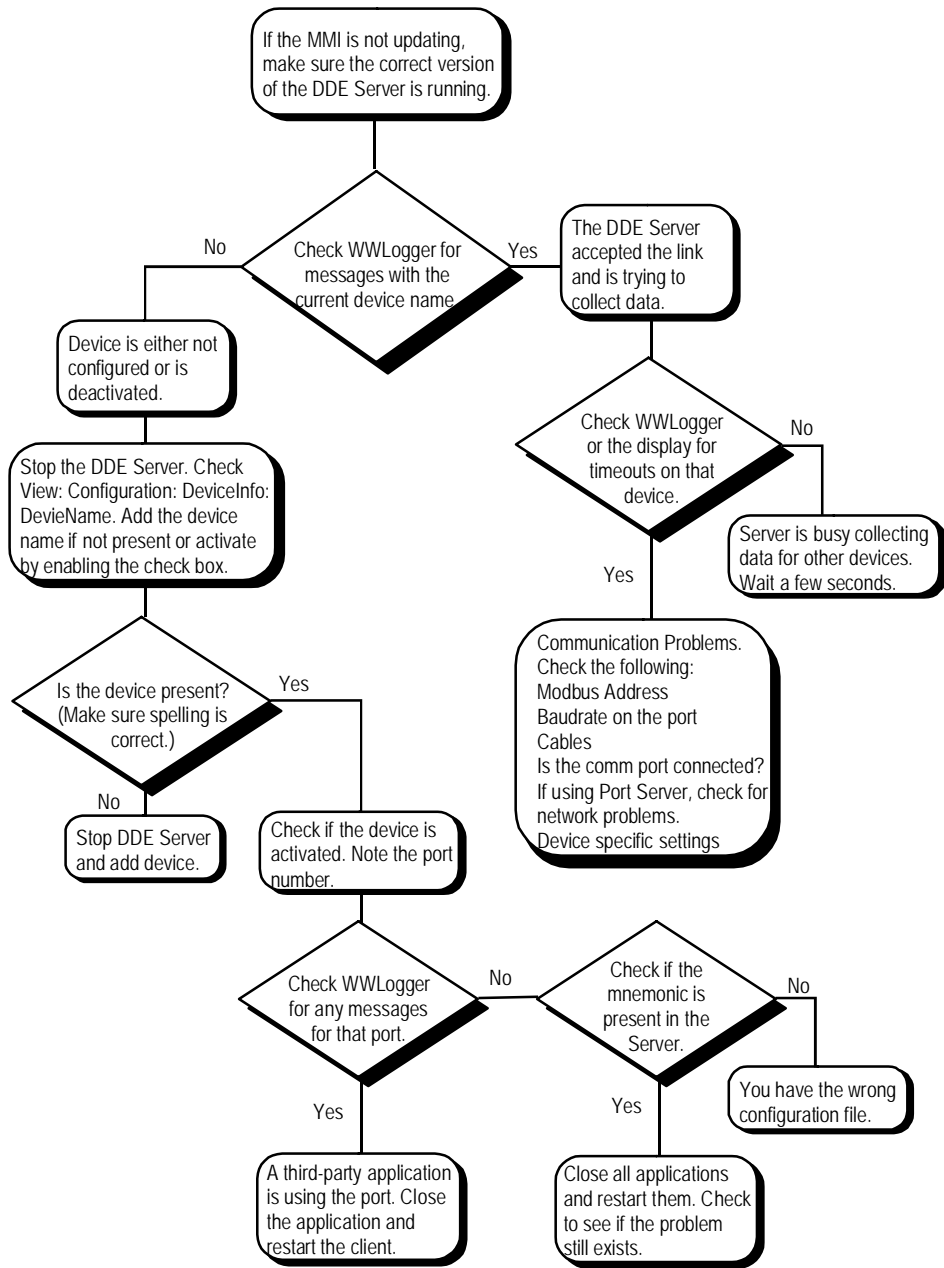 If the MMI is not updating,
make sure the correct version
of the DDE Server is running.
No
Check WWLogger for
messages with the
current device name.
Yes
The DDE Server
accepted the link
and is trying to
collect data.
Device is either not
configured or is
deactivated.
Check WWLogger
or the display for
timeouts on that
device.
No
Stop the DDE Server. Check
View: Configuration: DeviceInfo:
DevieName. Add the device
name if not present or activate
by enabling the check box.
Server is busy collecting
data for other devices.
Wait a few seconds.
Yes
Communication Problems.
Check the following:
Modbus Address
Baudrate on the port
Cables
Is the comm port connected?
If using Port Server, check for
network problems.
Device specific settings
Is the device present?
(Make sure spelling is
correct.)
Yes
No
Stop DDE Server
and add device.
Check if the device is
activated. Note the port
number.
Check WWLogger
for any messages
for that port.
No
Check if the
mnemonic is
present in the
Server.
No
You have the wrong
configuration file.
Yes
Yes
A third-party application
is using the port. Close
the application and
restart the client.
Close all applications
and restart them. Check
to see if the problem
still exists.